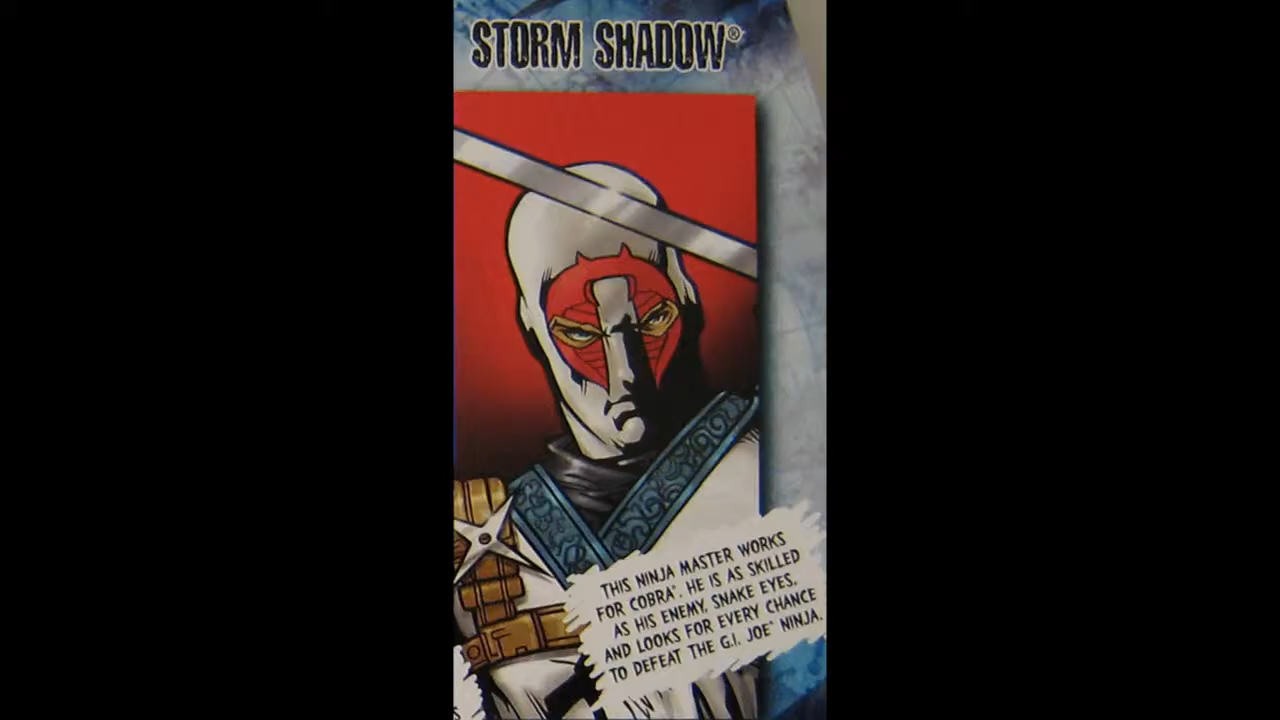 STORM SHADOW®
THIS NINJA MASTER WORKS
FOR COBRA®. HE IS AS SKILLED
AS HIS ENEMY, SNAKE EYES,
AND LOOKS FOR EVERY CHANCE
TO DEFEAT THE G.I. JOE® NINJA.